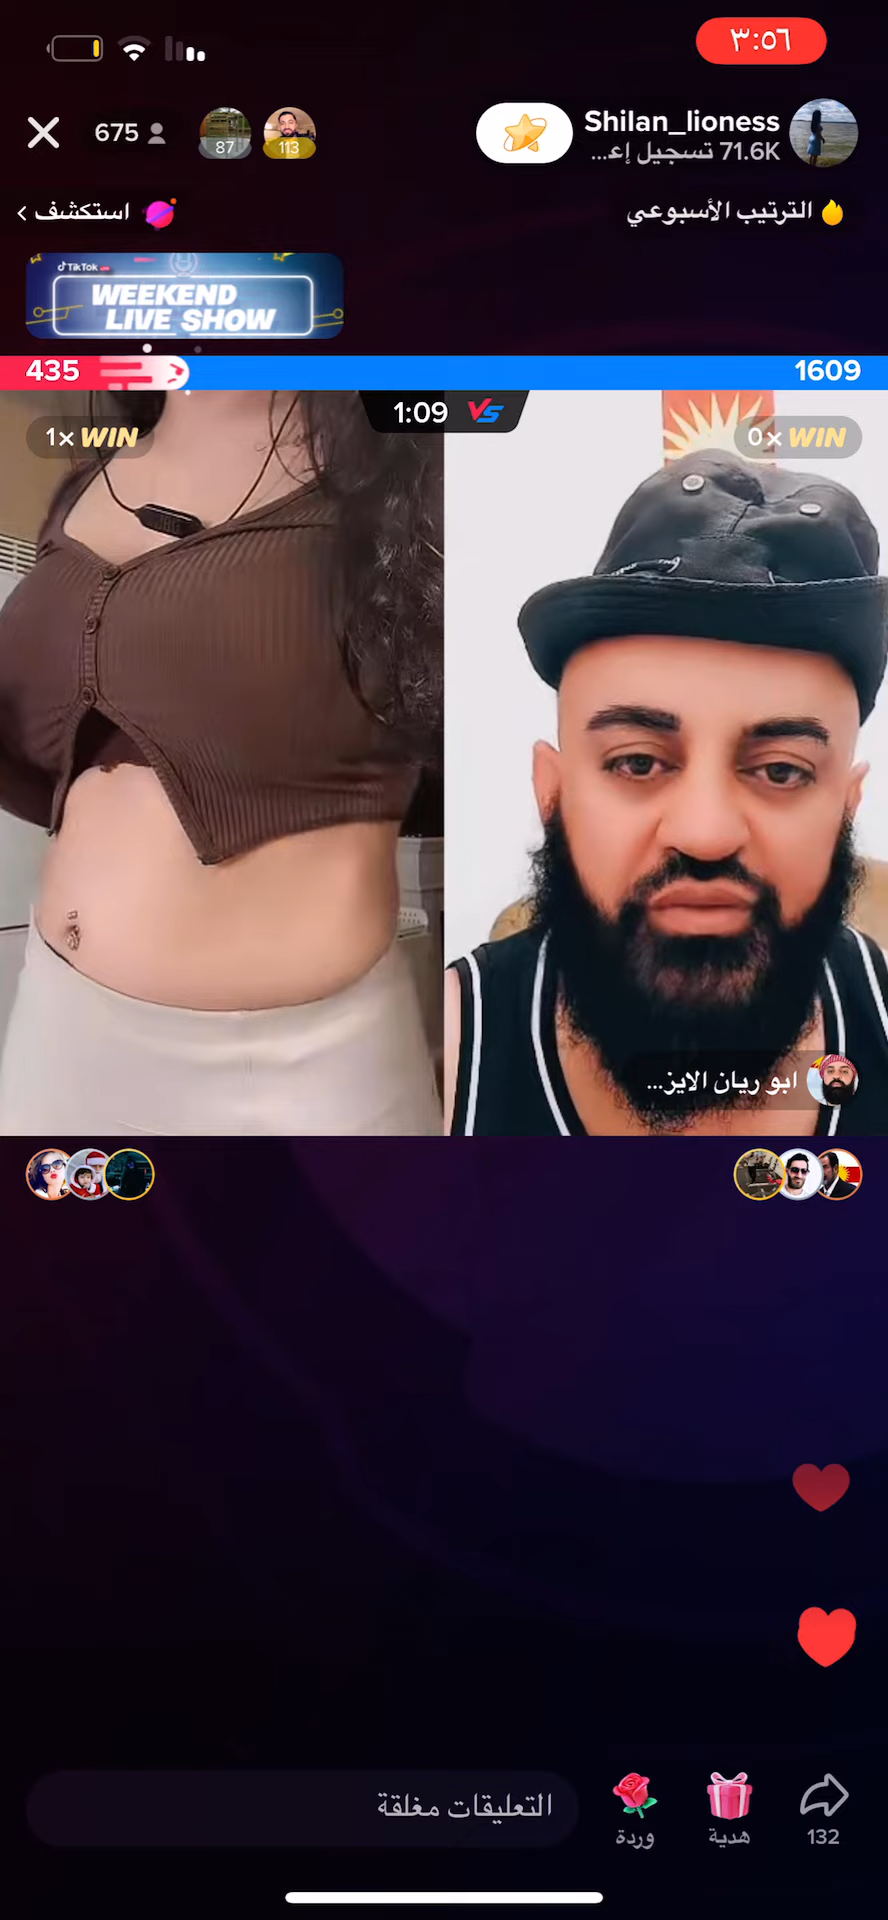 ٣:٥٦
675
87
113
Shilan_lioness
71.6K تسجيل إعـ...
الترتيب الأسبوعي
استكشف
TikTok
WEEKEND
LIVE SHOW
435
1609
1:09 VS
1x WIN
0x WIN
ابو ريان الايز...
التعليقات مغلقة
وردة
هدية
132